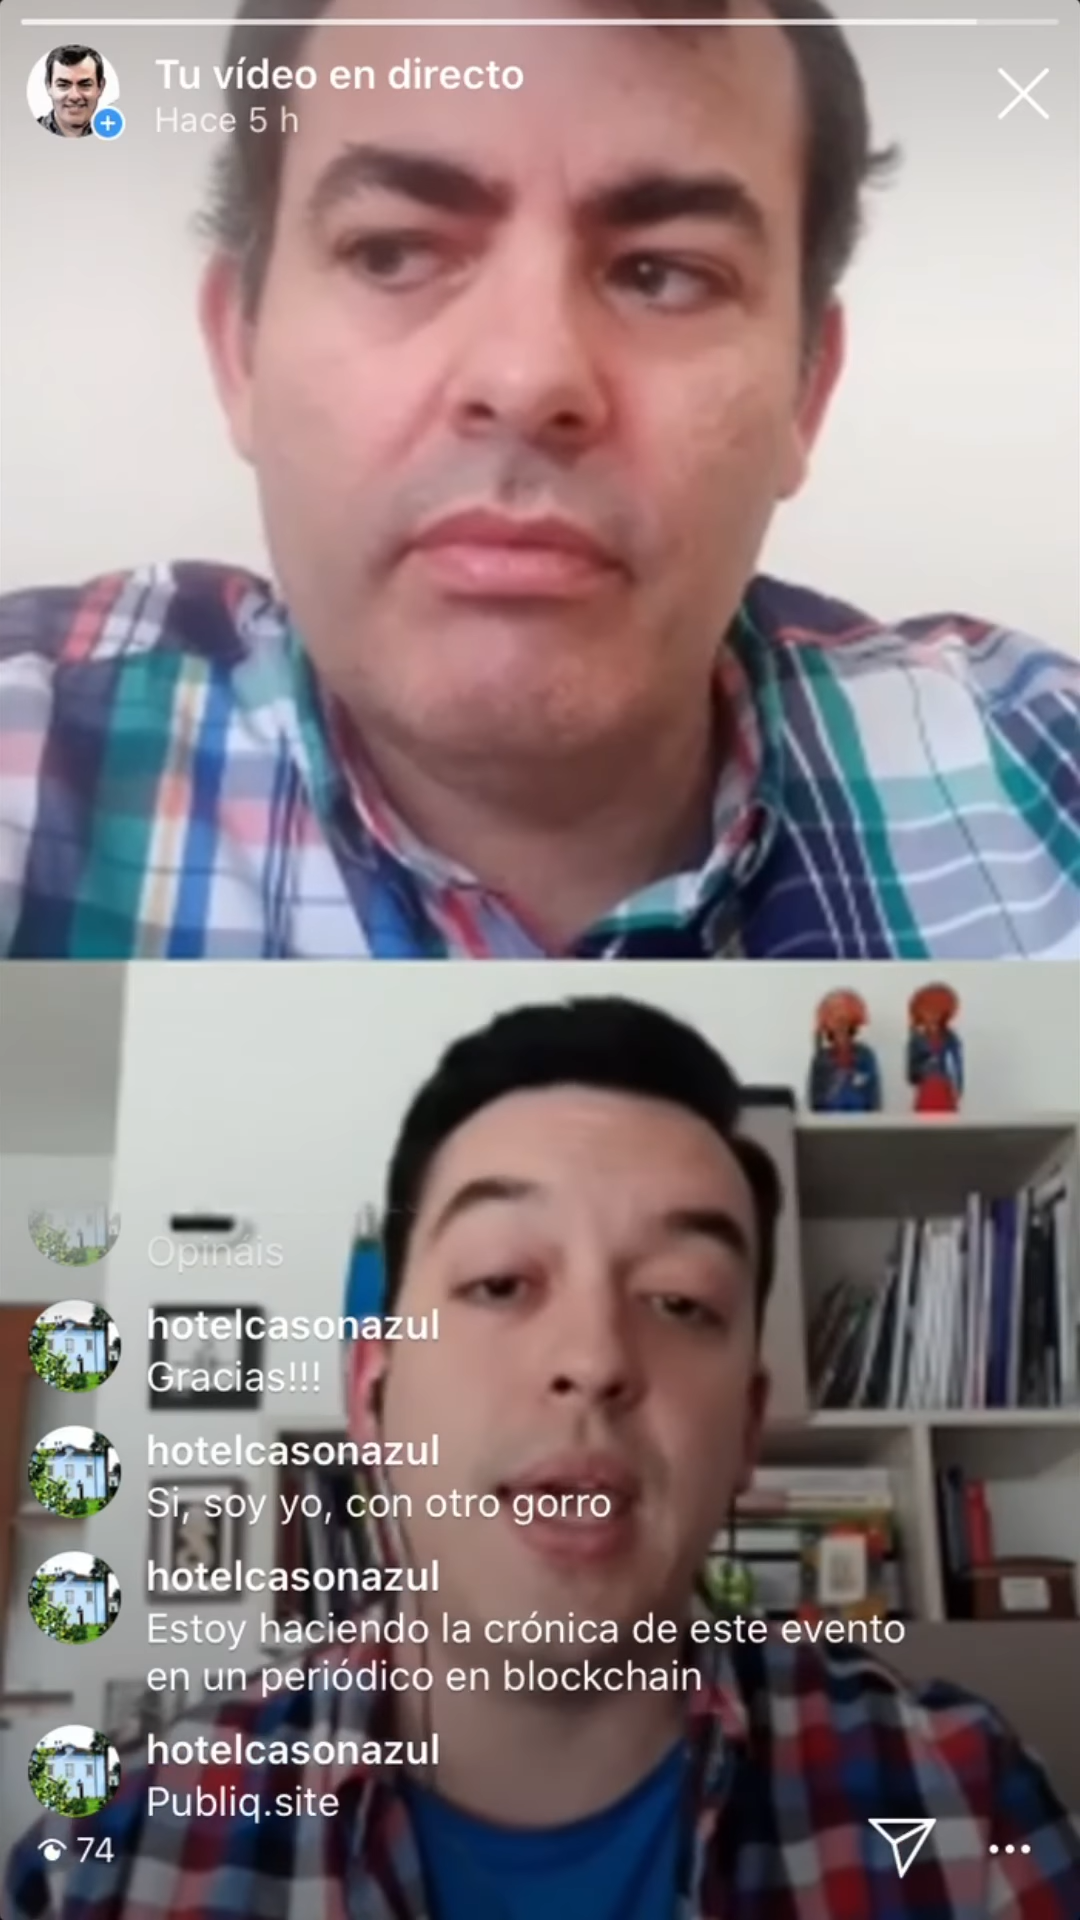 Tu vídeo en directo
Hace 5 h
Opinais
hotelcasonazul
Gracias!!!
hotelcasonazul
Si, soy yo, con otro gorro
hotelcasonazul
Estoy haciendo la crónica de este evento
en un periódico en blockchain
hotelcasonazul
Publiq.site
74